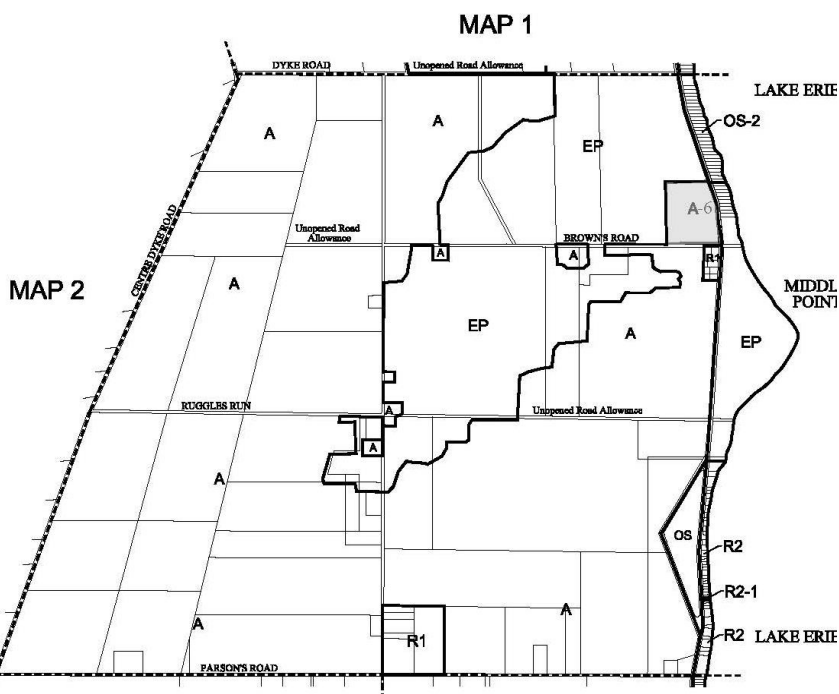 MAP 1
DYKE ROAD
Unopened Road Allowance
LAKE ERIE
OS-2
A
A
EP
A-6
CENTRE DYKE ROAD
Unopened Road
Allowance
BROWN'S ROAD
A
A
R1
MAP 2
A
MIDDL
POINT
EP
A
EP
RUGGLES RUN
A
Unopened Road Allowance
A
A
OS
R2
R2-1
A
A
R1
R2
LAKE ERIE
PARSON'S ROAD